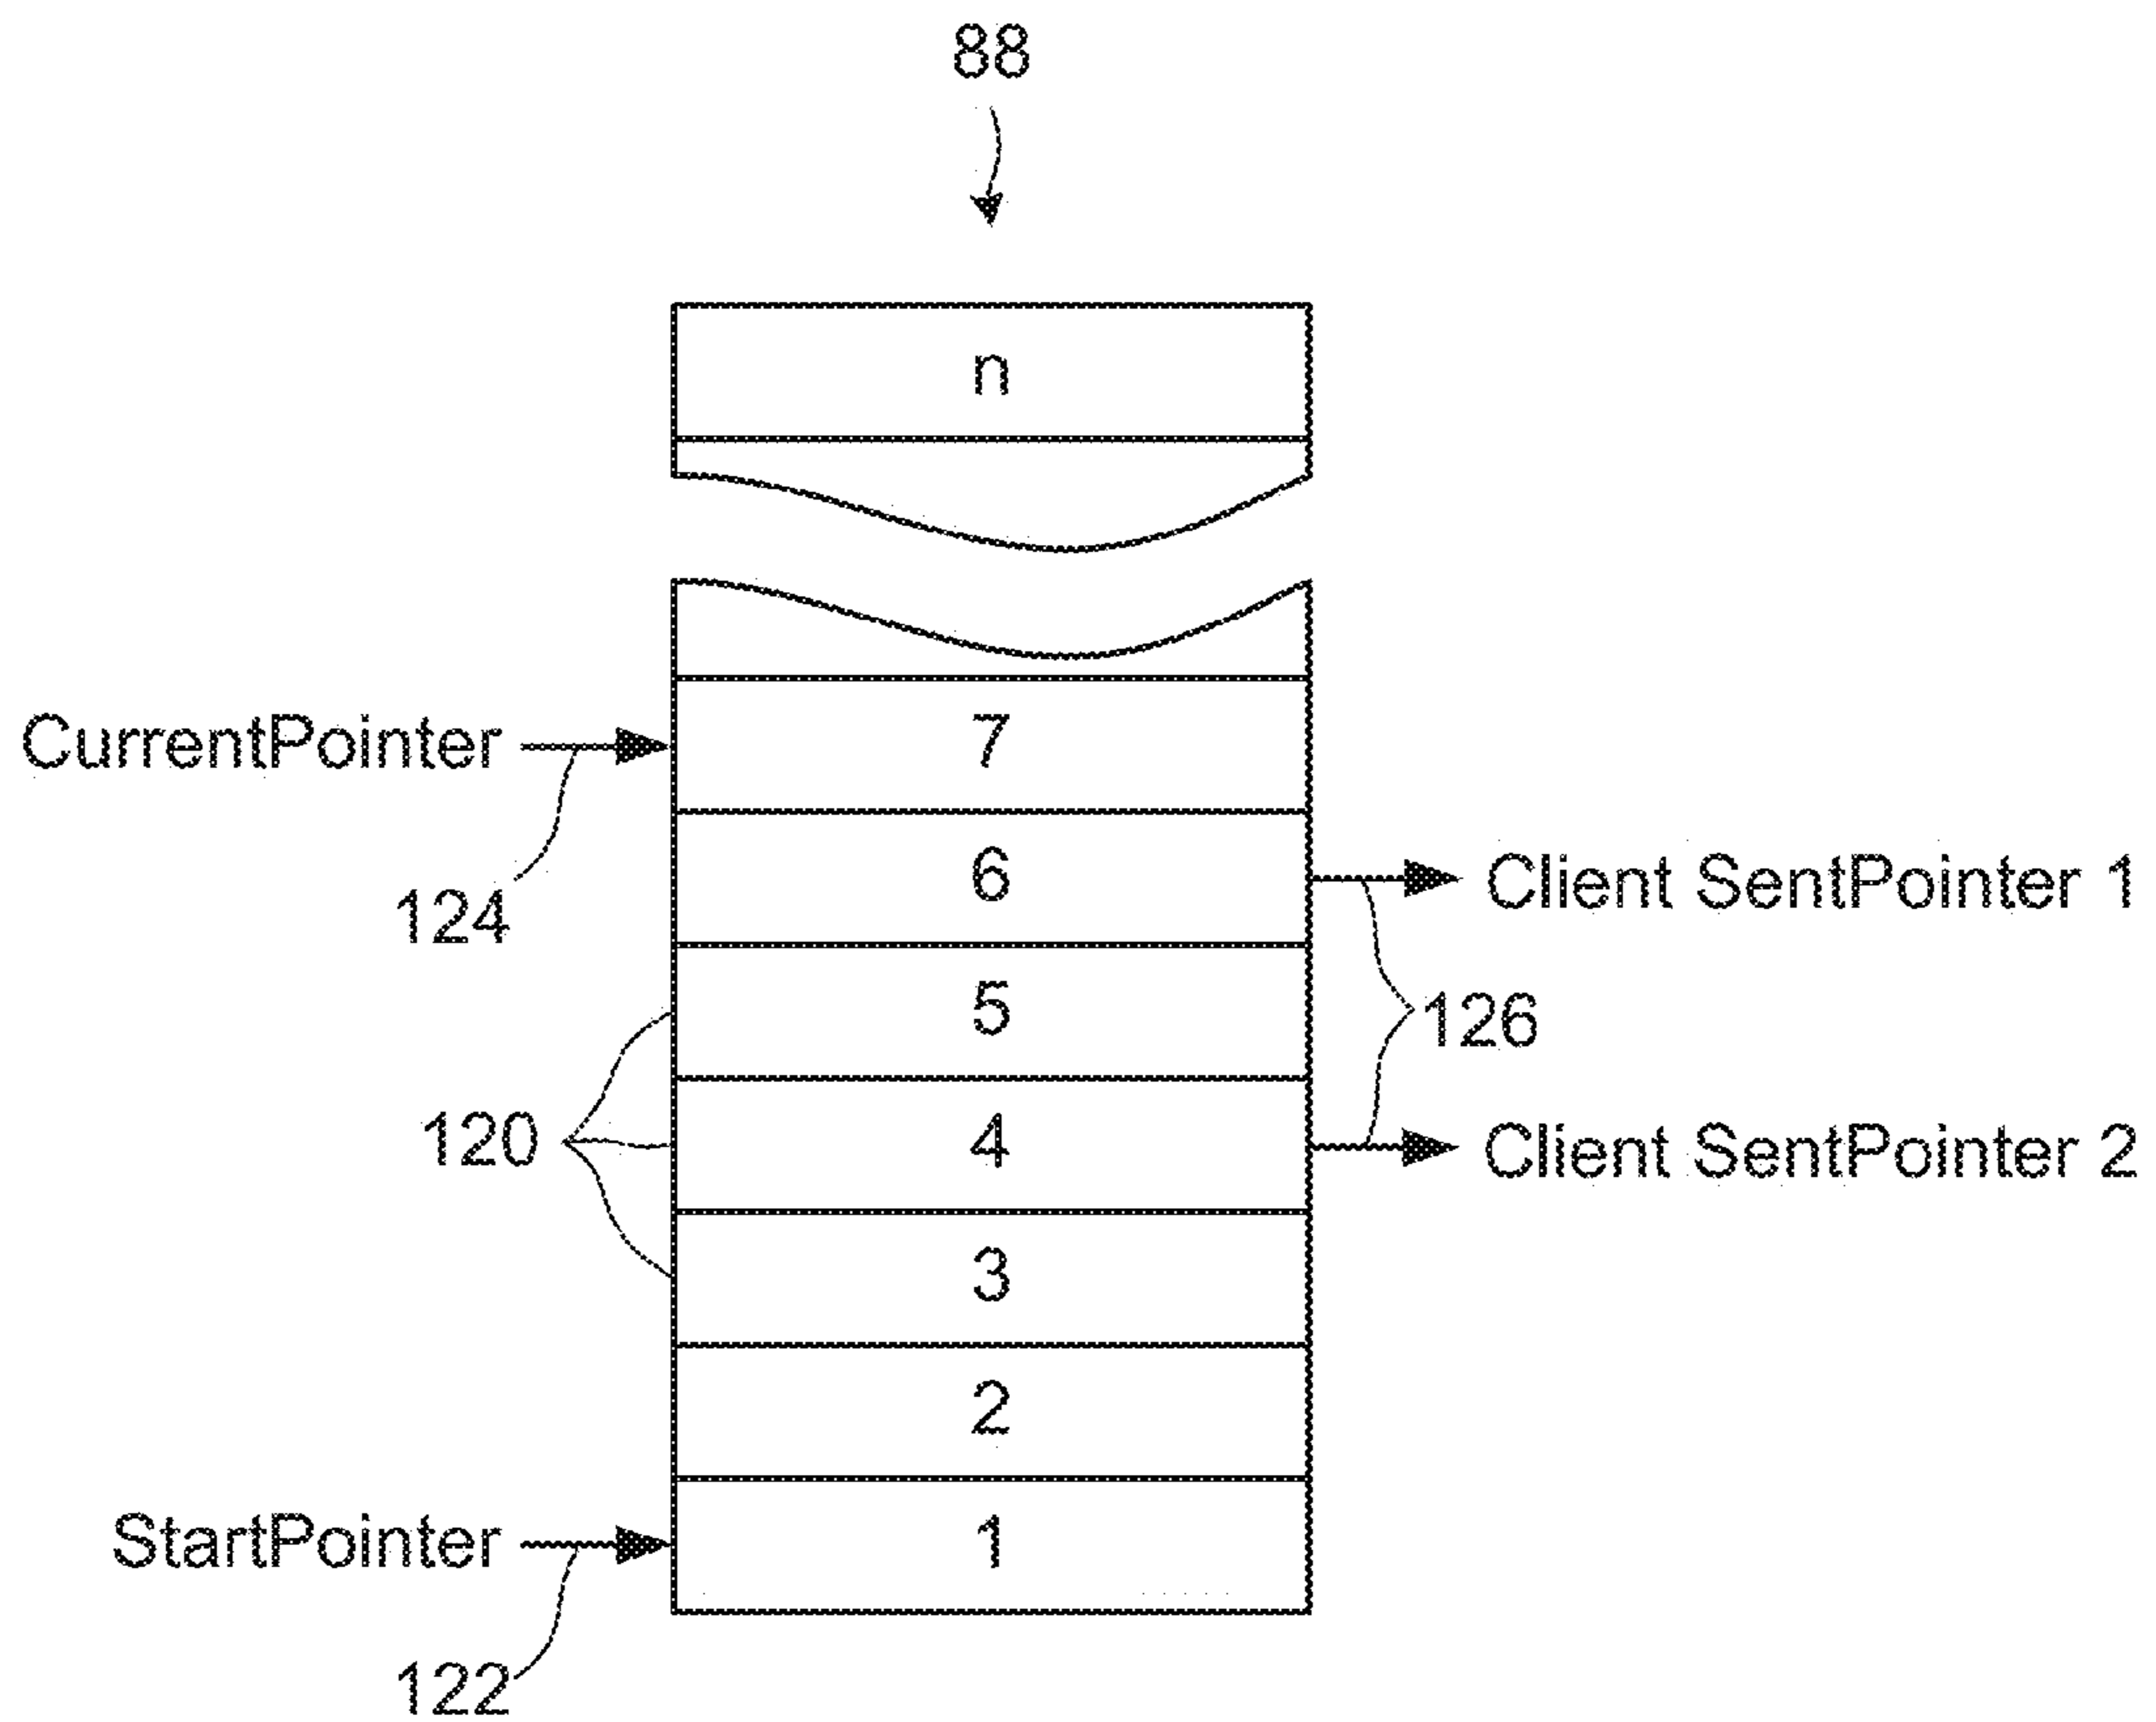 88
n
CurrentPointer
7
124
6
Client SentPointer 1
5
126
120
4
Client SentPointer 2
3
2
StartPointer
1
122